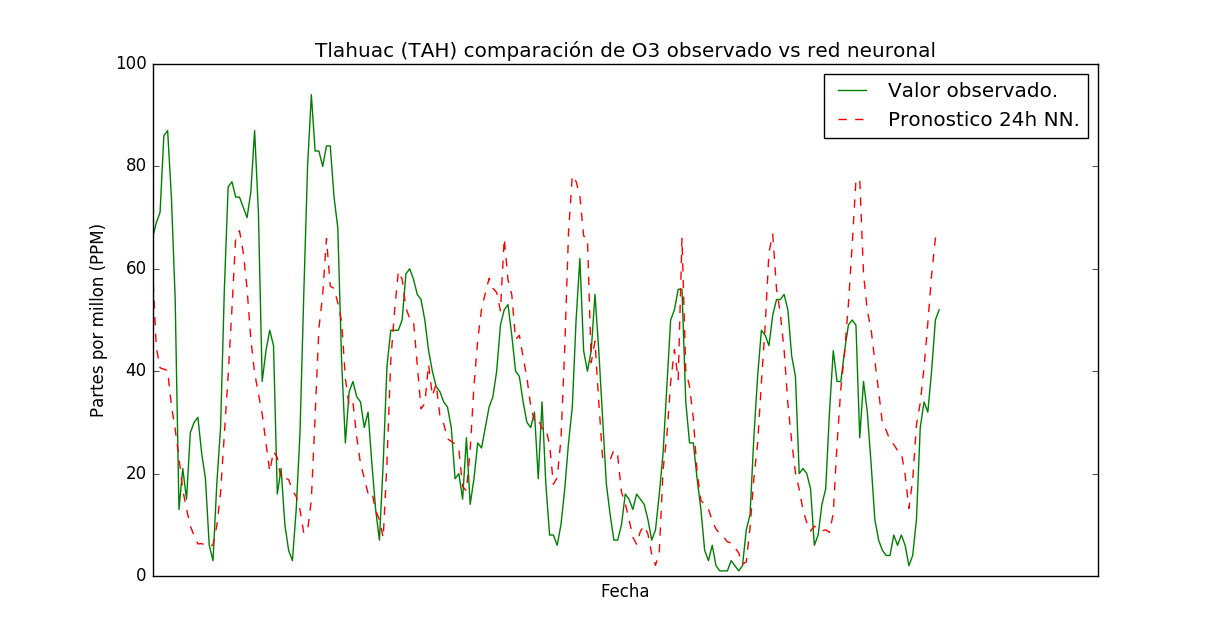 Tlahuac (TAH) comparación de O3 observado vs red neuronal
Valor observado.
Pronostico 24h NN.
Partes por millon (PPM)
100
80
60
40
20
0
Fecha